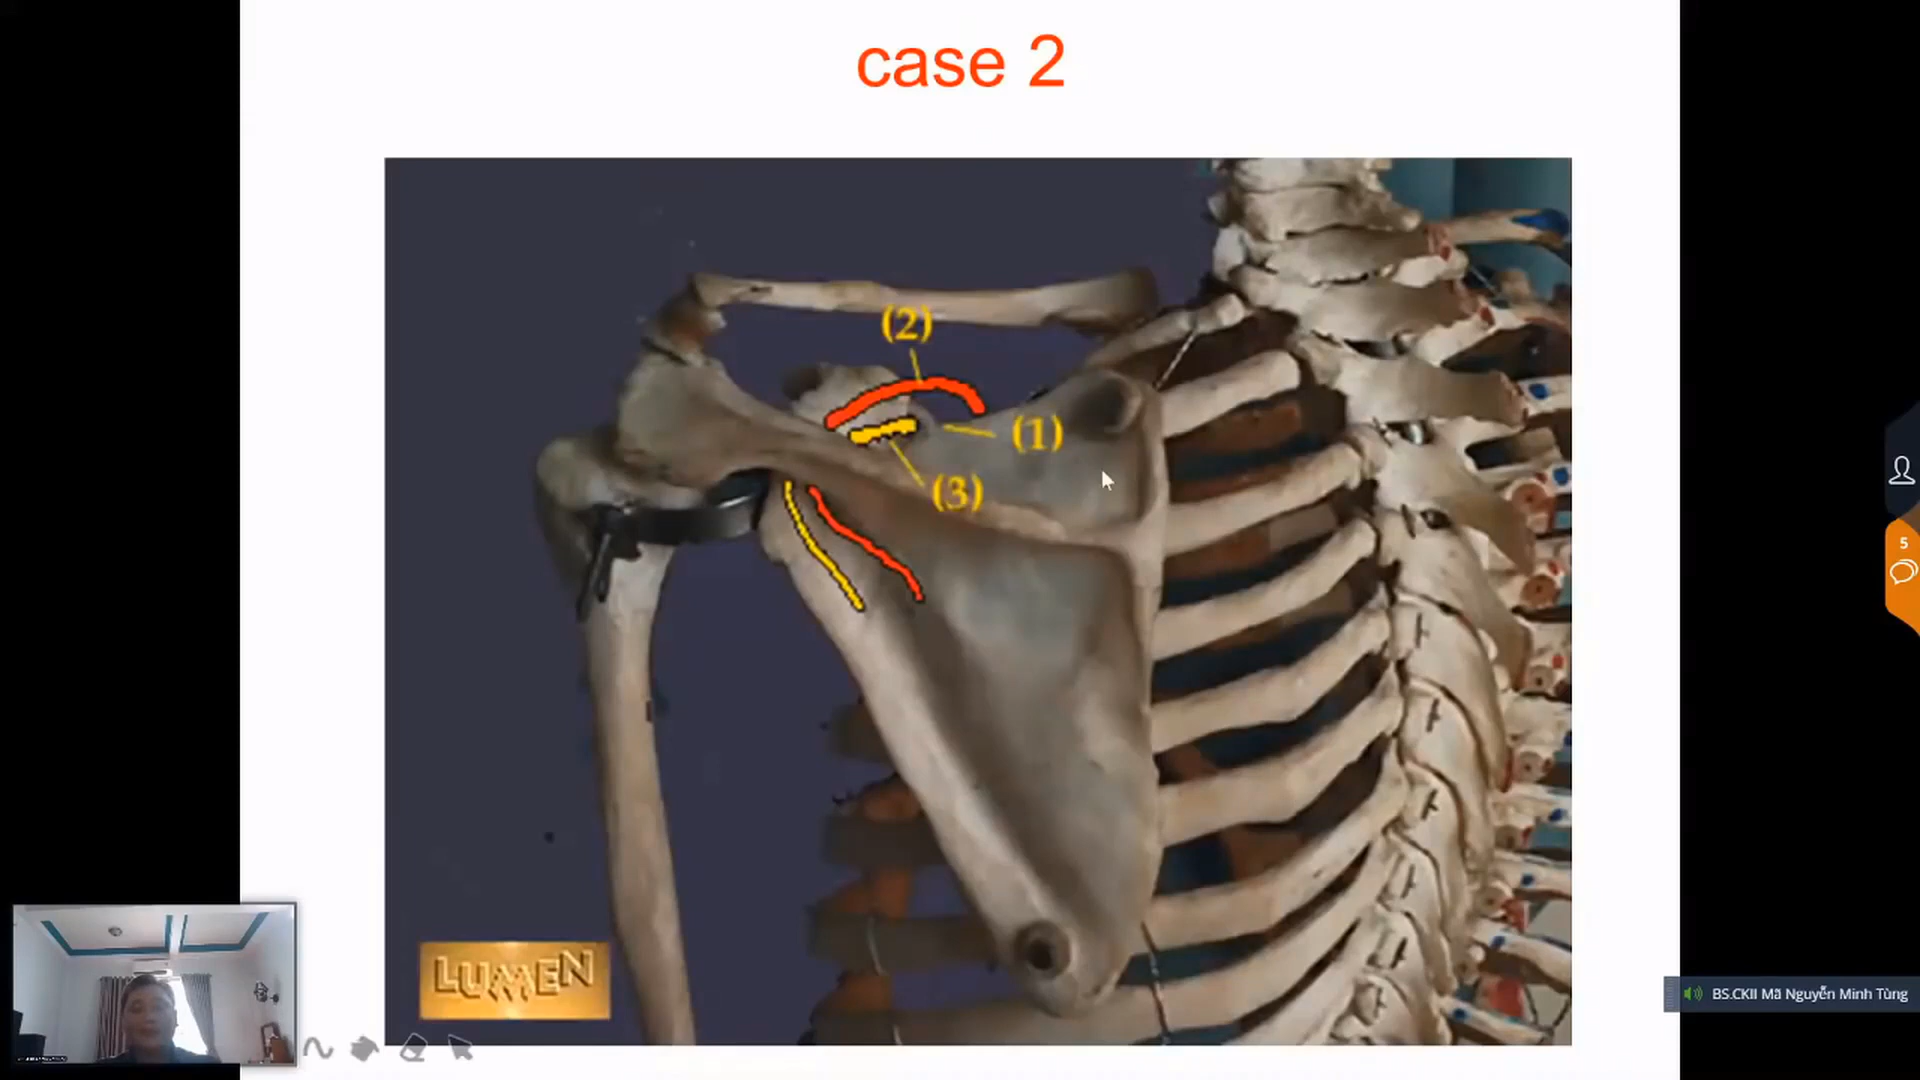 case 2
(2)
(1)
(3)
5
LUMEN
BS.CKII Mã Nguyễn Minh Tùng